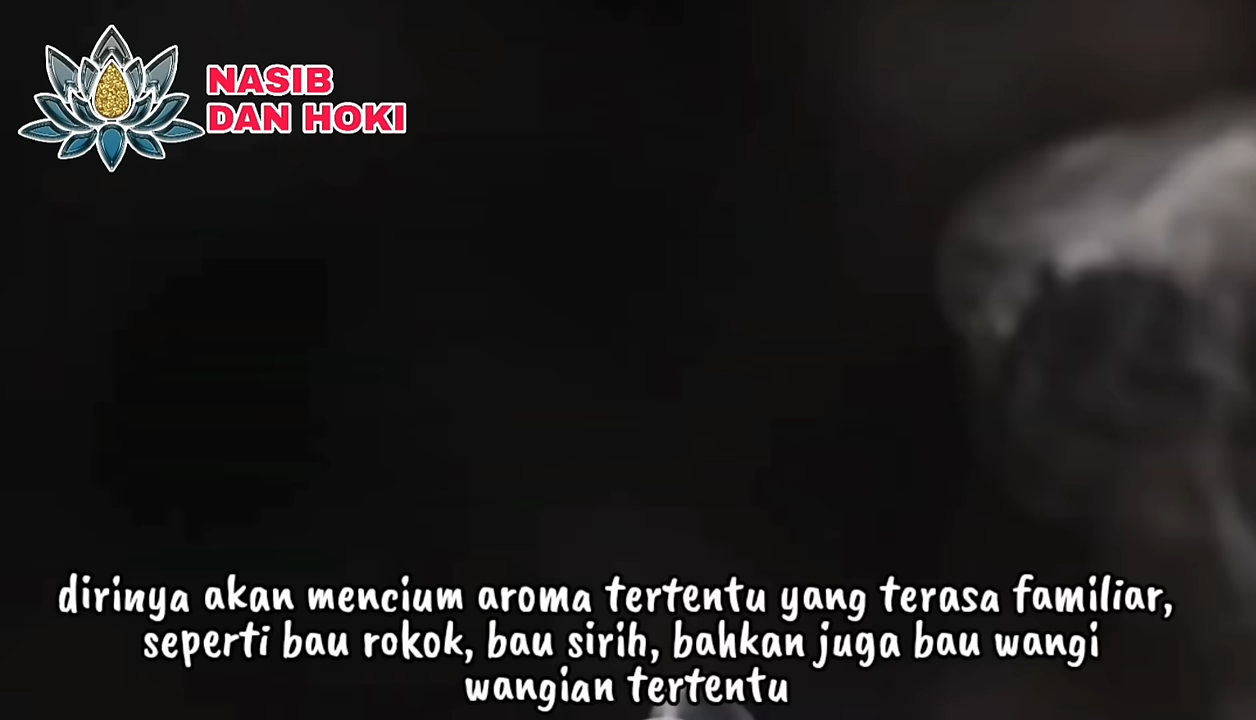 NASIB
DAN HOKI
dirinya akan mencium aroma tertentu yang terasa familiar,
seperti bau rokok, bau sirih, bahkan juga bau wangi
wangian tertentu